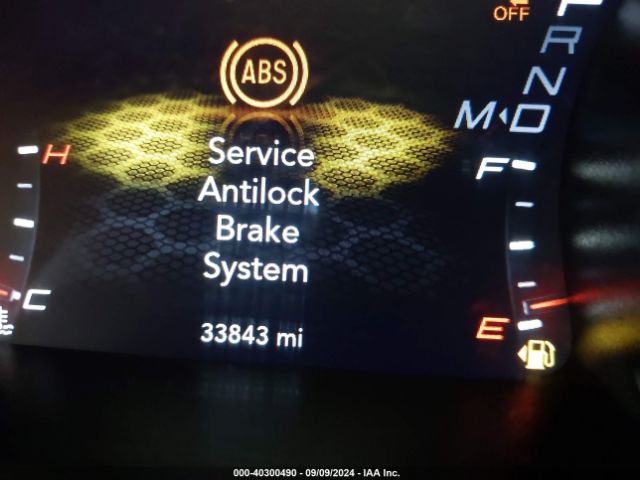 OFF
P
R
N
M D
ABS
H
F
Service
Antilock
Brake
System
C
E
33843 mi
000-40300490 - 09/09/2024 - IAA Inc.